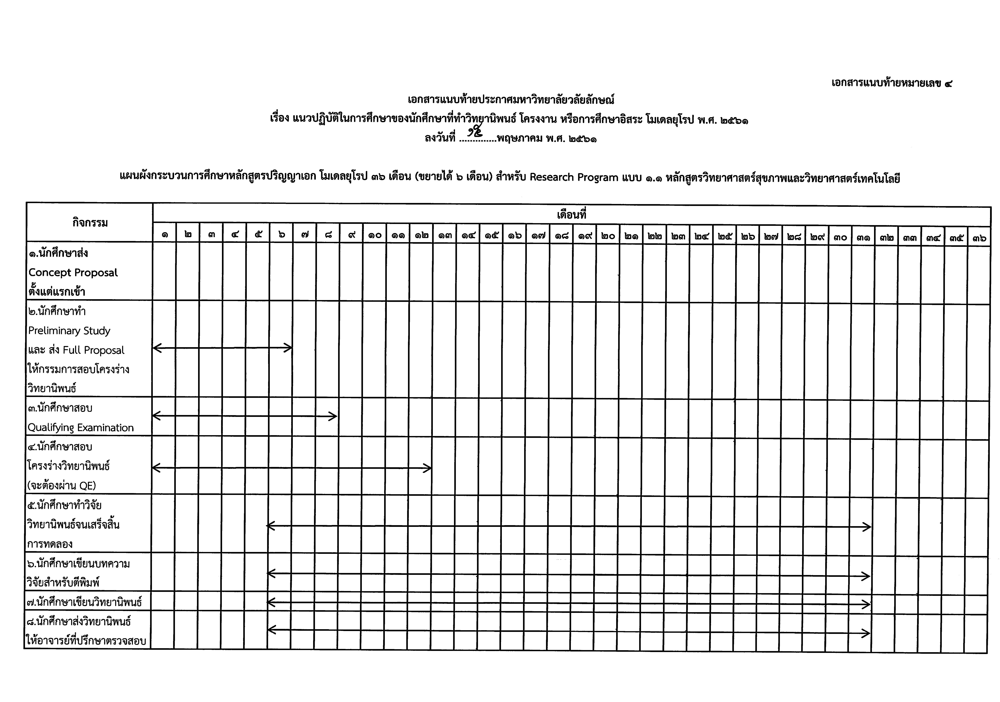 เอกสารแนบท้ายหมายเลข ๔
เอกสารแนบท้ายประกาศมหาวิทยาลัยวลัยลักษณ์
เรื่อง แนวปฏิบัติในการศึกษาของนักศึกษาที่ทำวิทยานิพนธ์ โครงงาน หรือการศึกษาอิสระ โมเดลยุโรป พ.ศ. ๒๕๖๑
ลงวันที่ ..............พฤษภาคม พ.ศ. ๒๕๖๑
แผนผังกระบวนการศึกษาหลักสูตรปริญญาเอก โมเดลยุโรป ๓๖ เดือน (ขยายได้ ๖ เดือน) สำหรับ Research Program แบบ ๑.๑ หลักสูตรวิทยาศาสตร์สุขภาพและวิทยาศาสตร์เทคโนโลยี
กิจกรรม
เดือนที่
๑ ๒ ๓ ๔ ๕ ๖ ๗ ๘ ๙ ๑๐ ๑๑ ๑๒ ๑๓ ๑๔ ๑๕ ๑๖ ๑๗ ๑๘ ๑๙ ๒๐ ๒๑ ๒๒ ๒๓ ๒๔ ๒๕ ๒๖ ๒๗ ๒๘ ๒๙ ๓๐ ๓๑ ๓๒ ๓๓ ๓๔ ๓๕ ๓๖
๑.นักศึกษาส่ง
Concept Proposal
ตั้งแต่แรกเข้า
๒.นักศึกษาทำ
Preliminary Study
และ ส่ง Full Proposal
ให้กรรมการสอบโครงร่าง
วิทยานิพนธ์
๓.นักศึกษาสอบ
Qualifying Examination
๔.นักศึกษาสอบ
โครงร่างวิทยานิพนธ์
(จะต้องผ่าน QE)
๕.นักศึกษาทำวิจัย
วิทยานิพนธ์จนเสร็จสิ้น
การทดลอง
๖.นักศึกษาเขียนบทความ
วิจัยสำหรับตีพิมพ์
๗.นักศึกษาเขียนวิทยานิพนธ์
๘.นักศึกษาส่งวิทยานิพนธ์
ให้อาจารย์ที่ปรึกษาตรวจสอบ